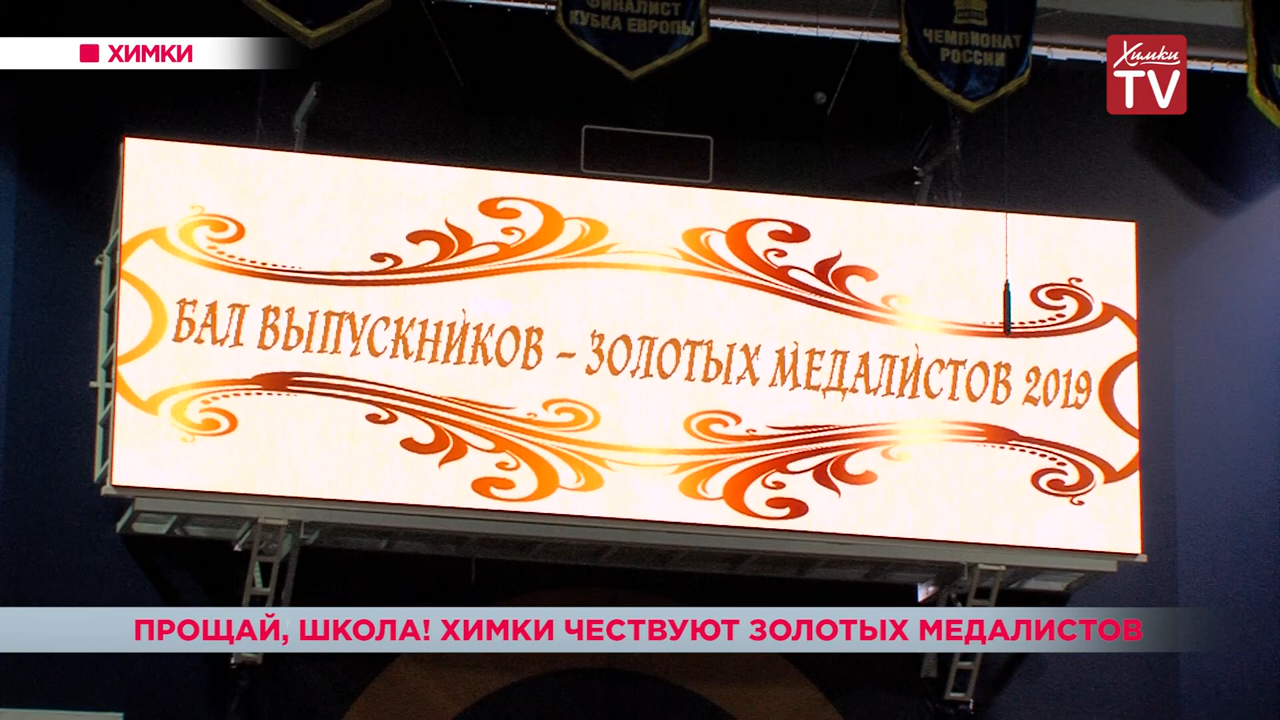 ФИНАЛИСТ
КУБКА ЕВРОПЫ
ЧЕМПИОНАТ
РОССИИ
ХИМКИ
Химки
TV
БАЛ ВЫПУСКНИКОВ – ЗОЛОТЫХ МЕДАЛИСТОВ 2019
ПРОЩАЙ, ШКОЛА! ХИМКИ ЧЕСТВУЮТ ЗОЛОТЫХ МЕДАЛИСТОВ